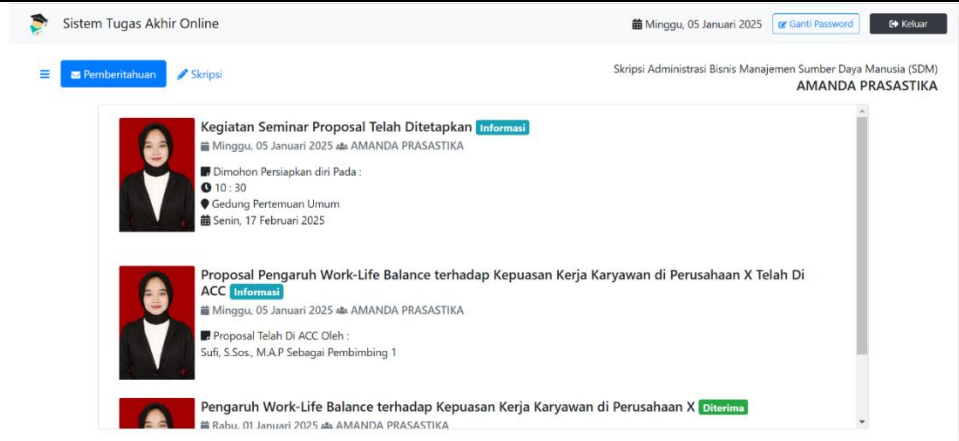 Sistem Tugas Akhir Online
Minggu, 05 Januari 2025
Ganti Password
Keluar
Pemberitahuan
Skripsi
Skripsi Administrasi Bisnis Manajemen Sumber Daya Manusia (SDM)
AMANDA PRASASTIKA
Kegiatan Seminar Proposal Telah Ditetapkan Informasi
Minggu, 05 Januari 2025 AMANDA PRASASTIKA
Dimohon Persiapkan diri Pada :
10 : 30
Gedung Pertemuan Umum
Senin, 17 Februari 2025
Proposal Pengaruh Work-Life Balance terhadap Kepuasan Kerja Karyawan di Perusahaan X Telah Di
ACC Informasi
Minggu, 05 Januari 2025 AMANDA PRASASTIKA
Proposal Telah Di ACC Oleh :
Sufi, S.Sos., M.A.P Sebagai Pembimbing 1
Pengaruh Work-Life Balance terhadap Kepuasan Kerja Karyawan di Perusahaan X Diterima
Rabu, 01 Januari 2025 AMANDA PRASASTIKA